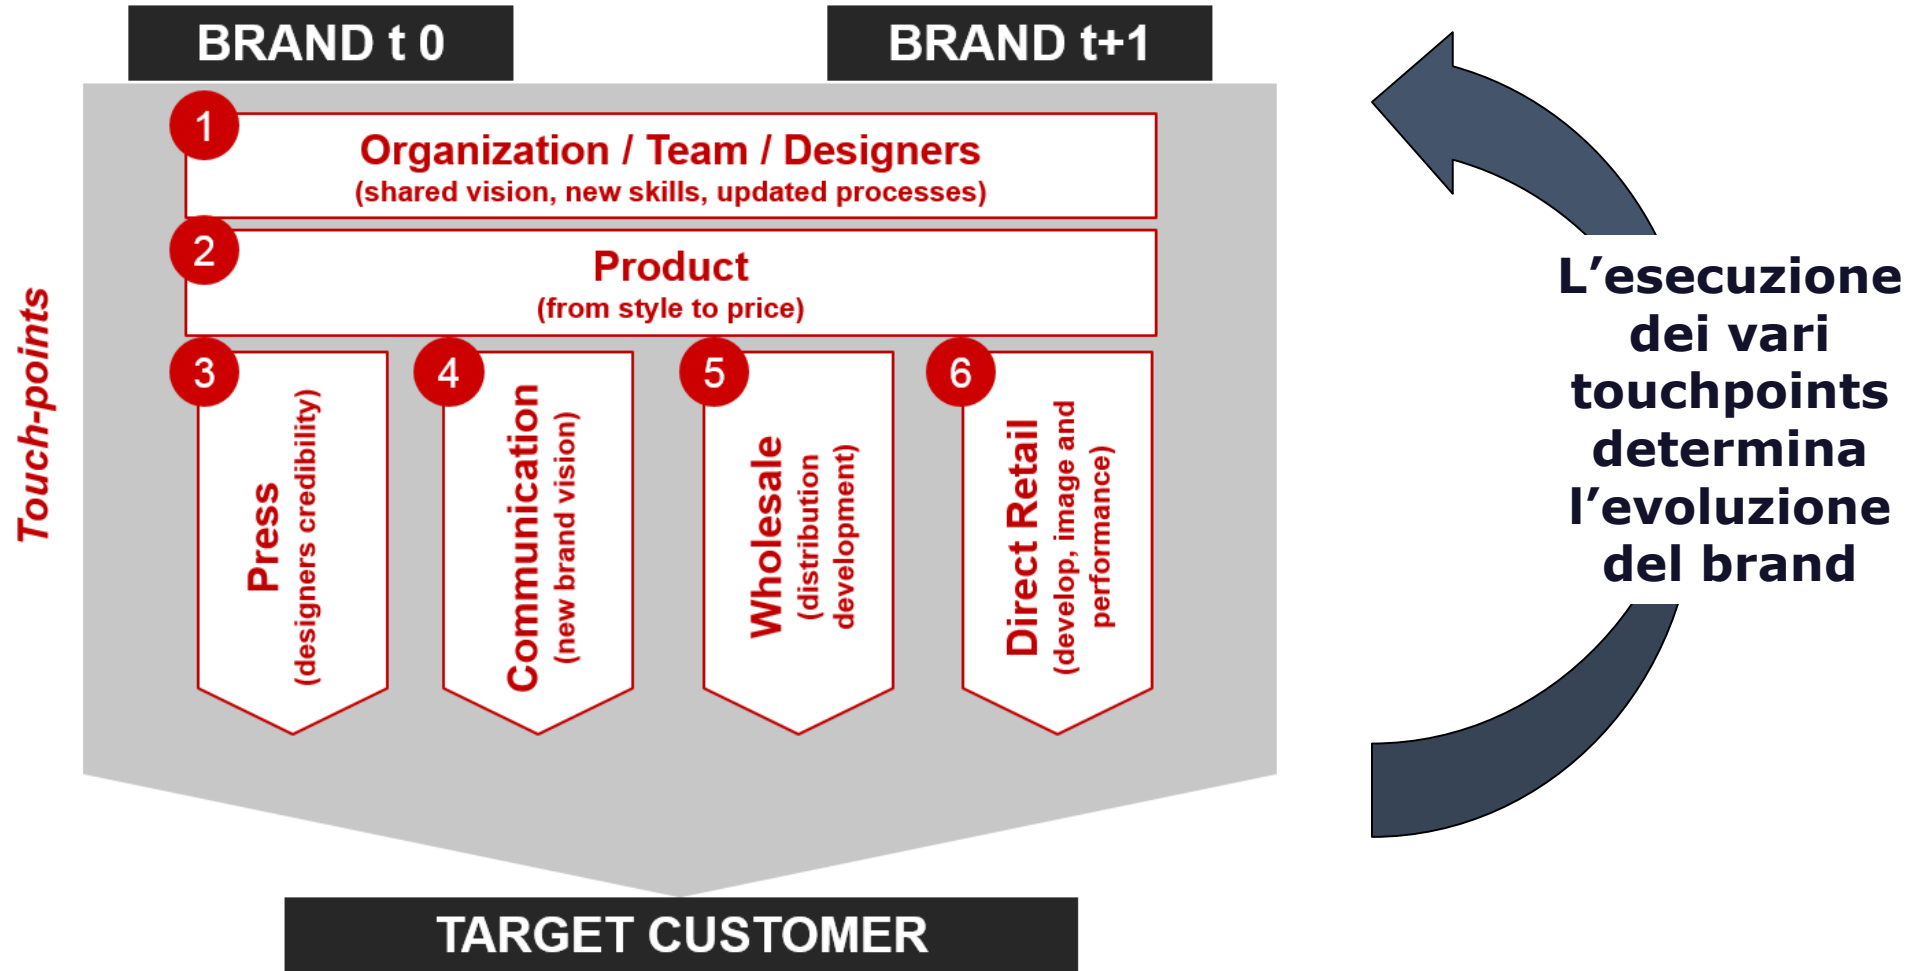 BRAND t 0
BRAND t+1
1
Organization / Team / Designers
(shared vision, new skills, updated processes)
2
Product
(from style to price)
Touch-points
3
Press
(designers credibility)
4
Communication
(new brand vision)
5
Wholesale
(distribution
development)
6
Direct Retail
(develop, image and
performance)
TARGET CUSTOMER
L’esecuzione
dei vari
touchpoints
determina
l’evoluzione
del brand